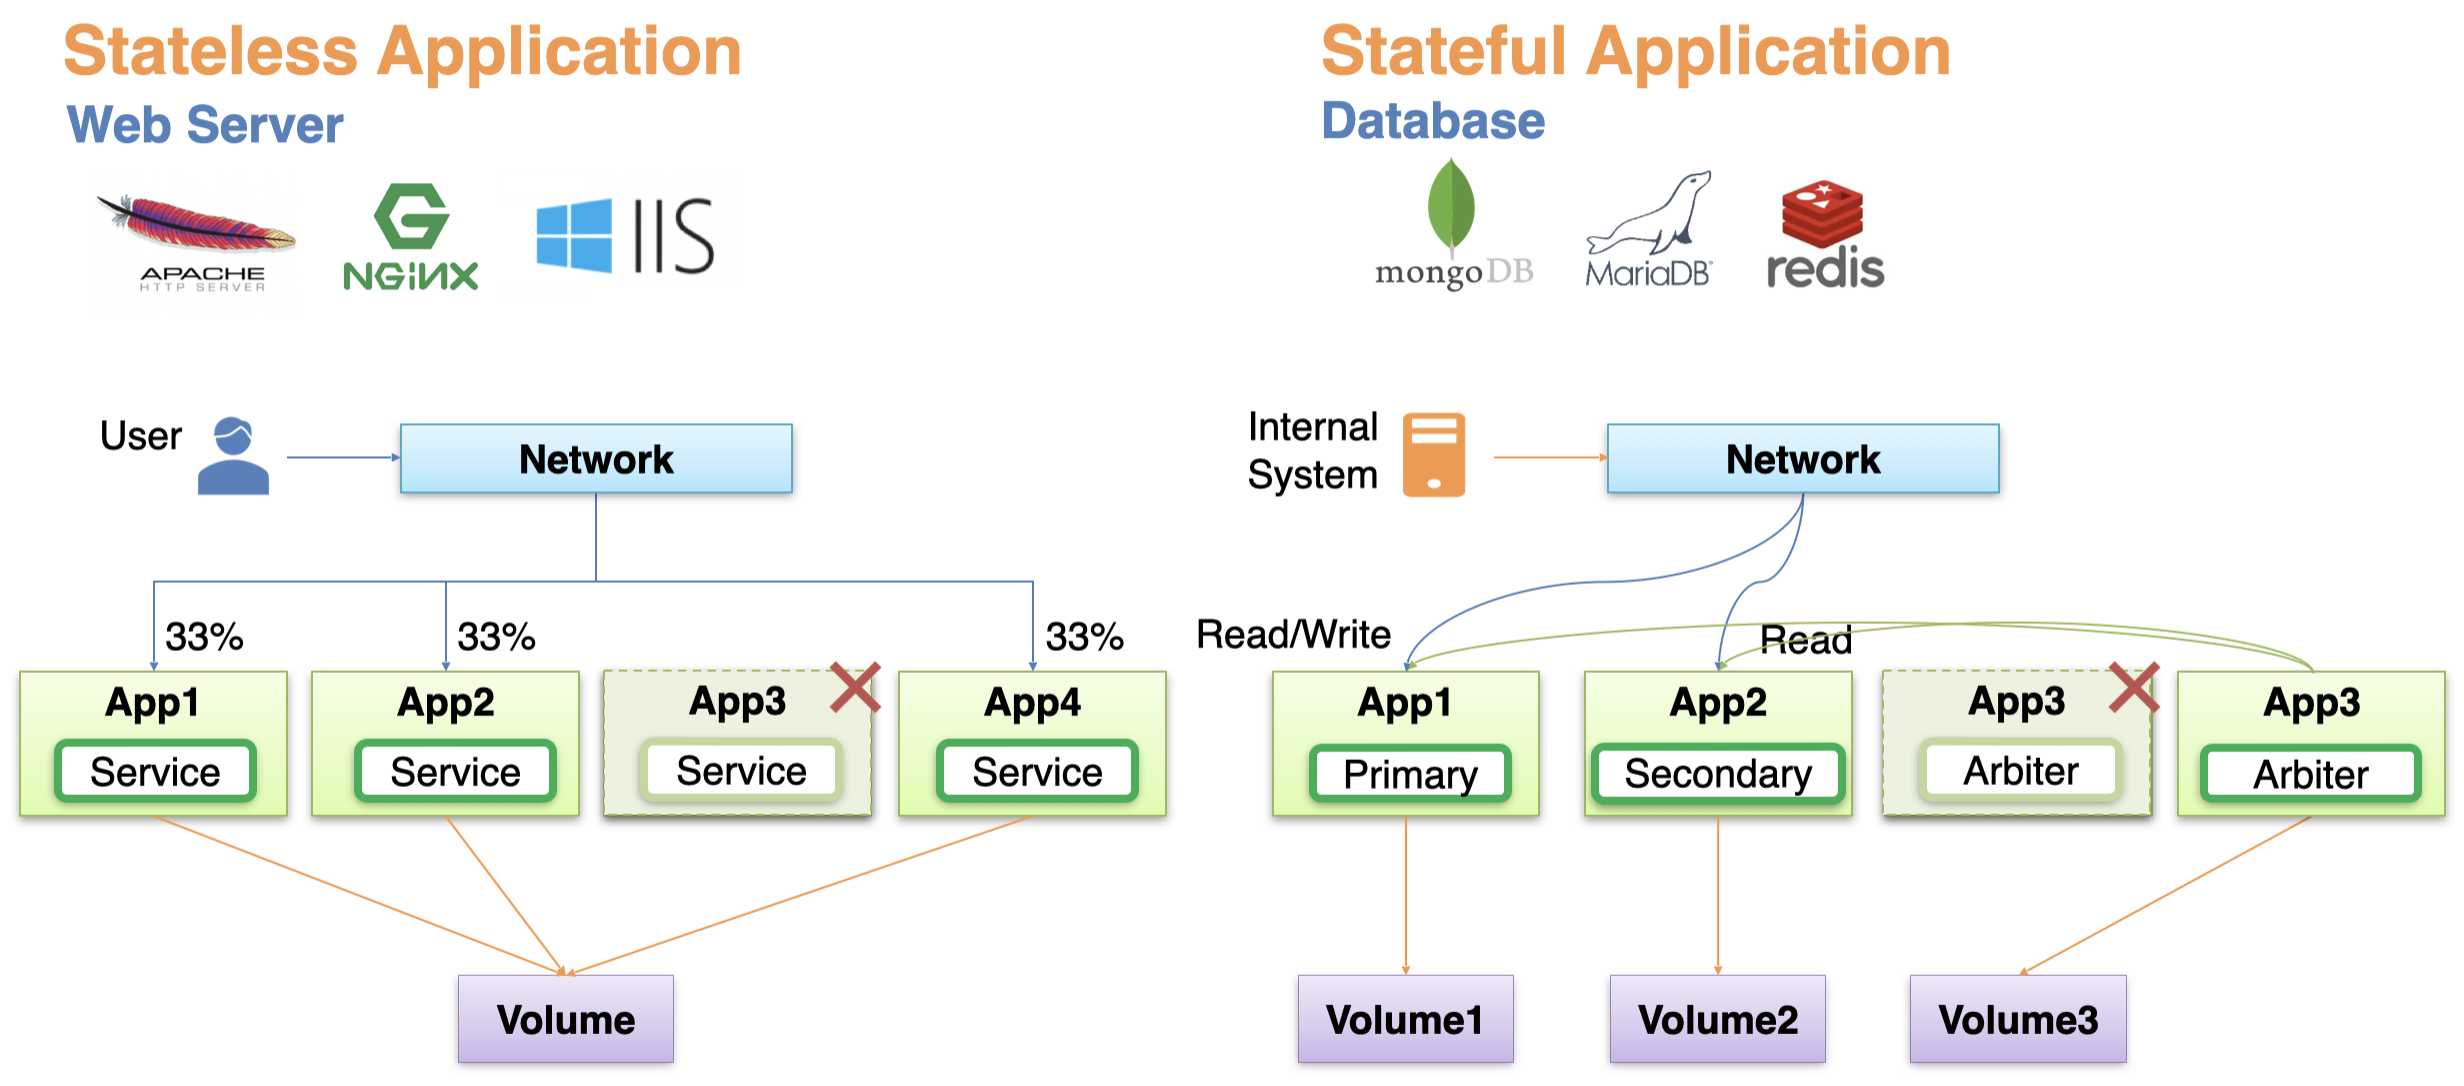 Stateless Application
Web Server
APACHE
HTTP SERVER
NGiNX
IIS
User
Network
33%
33%
33%
App1
Service
App2
Service
App3
Service
App4
Service
Volume
Stateful Application
Database
mongoDB
MariaDB
redis
Internal
System
Network
Read/Write
Read
App1
Primary
App2
Secondary
App3
Arbiter
App3
Arbiter
Volume1
Volume2
Volume3